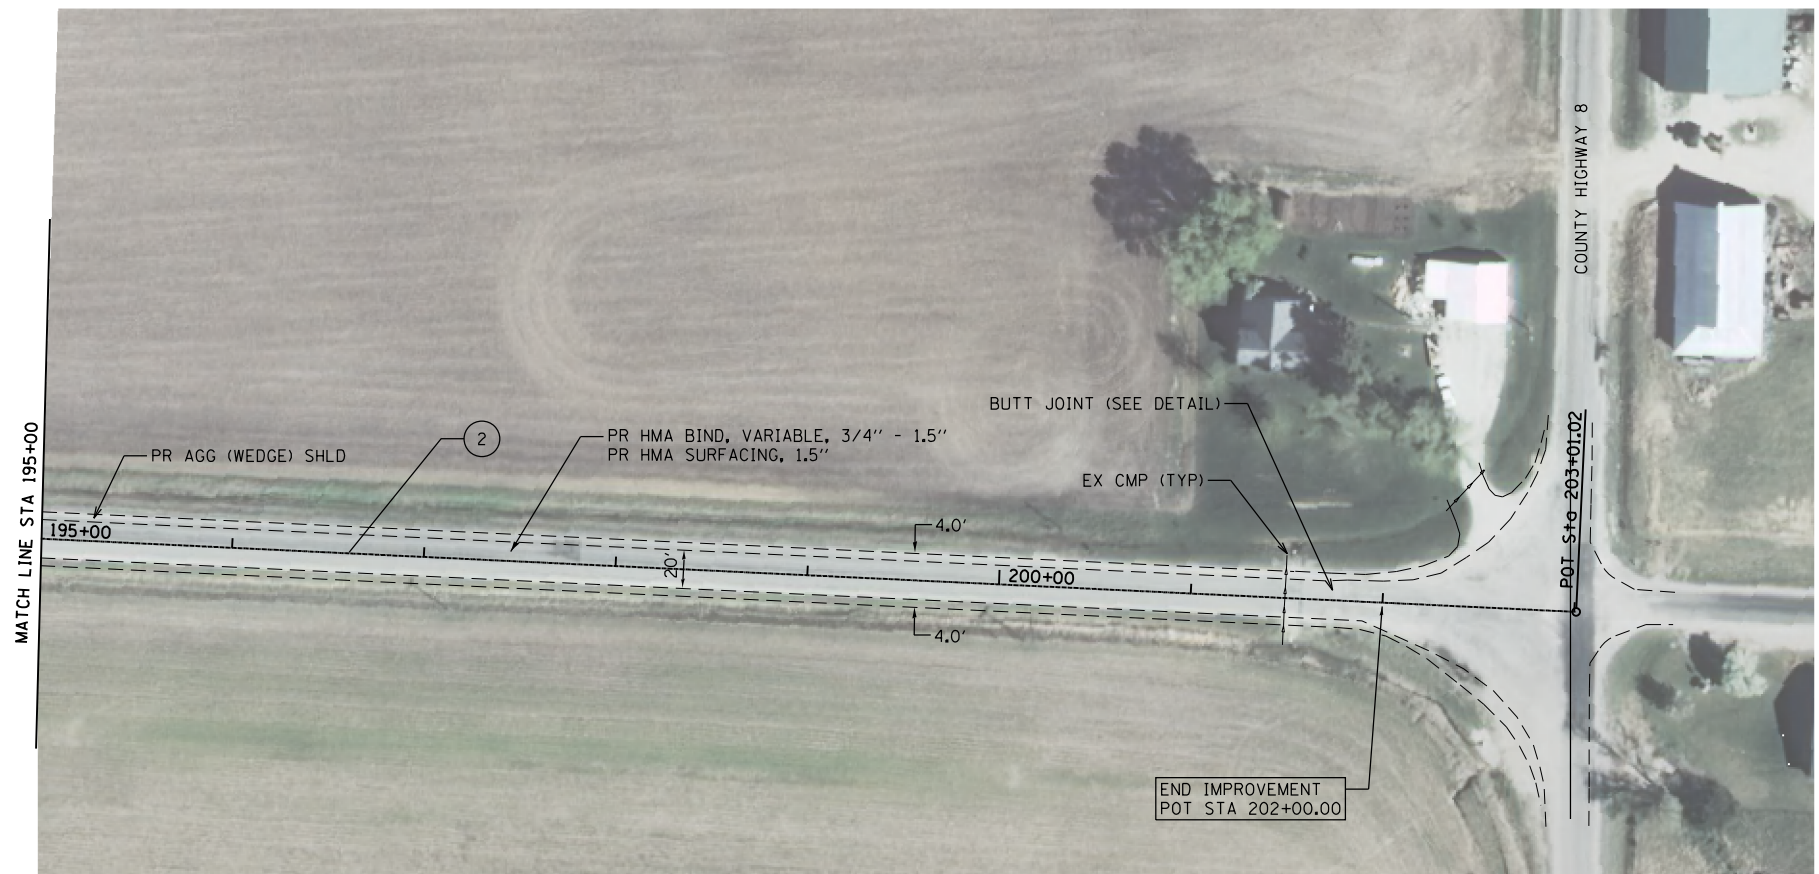 COUNTY HIGHWAY 8
BUTT JOINT (SEE DETAIL)
MATCH LINE STA 195+00
PR AGG (WEDGE) SHLD
2
PR HMA BIND, VARIABLE, 3/4'' - 1.5''
PR HMA SURFACING, 1.5''
EX CMP (TYP)
POT Sta 203+01.02
195+00
4.0'
20'
200+00
4.0'
END IMPROVEMENT
POT STA 202+00.00